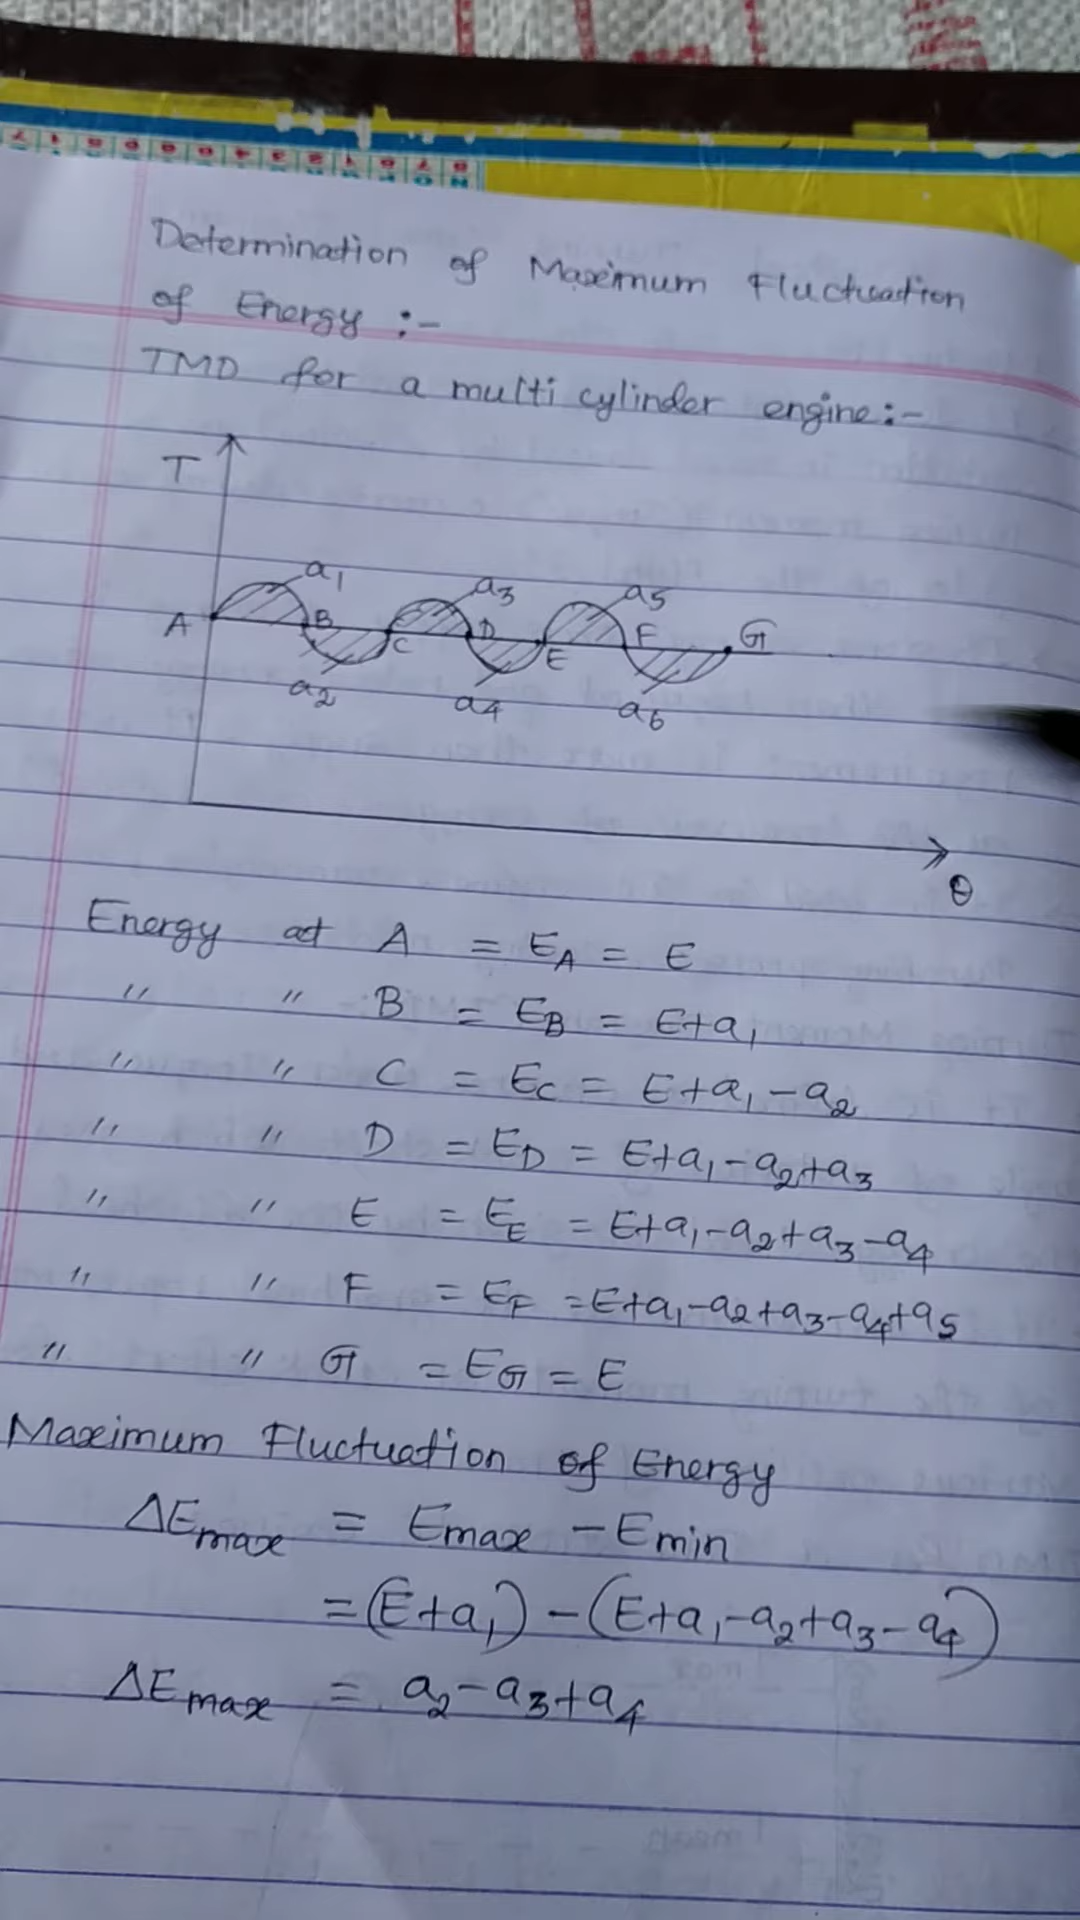 Determination of Maximum Fluctuation
of Energy :-
TMD for a multi cylinder engine:-
T
a1 a3 a5
A B C D E F G
a2 a4 a6
θ
Energy at A = EA = E
" " B = EB = E+a1
" " C = EC = E+a1-a2
" " D = ED = E+a1-a2+a3
" " E = EE = E+a1-a2+a3-a4
" " F = EF = E+a1-a2+a3-a4+a5
" " G = EG = E
Maximum Fluctuation of Energy
ΔEmax = Emax - Emin
= (E+a1) - (E+a1-a2+a3-a4)
ΔEmax = a2-a3+a4